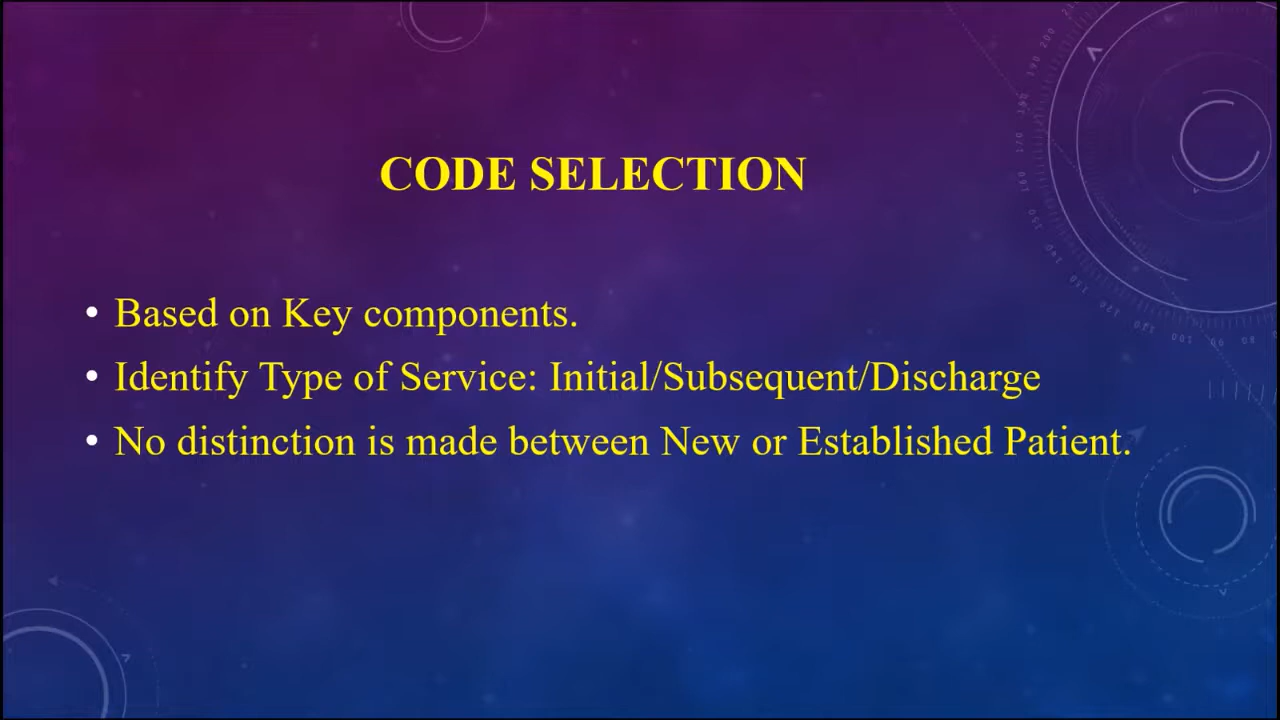 CODE SELECTION
• Based on Key components.
• Identify Type of Service: Initial/Subsequent/Discharge
• No distinction is made between New or Established Patient.